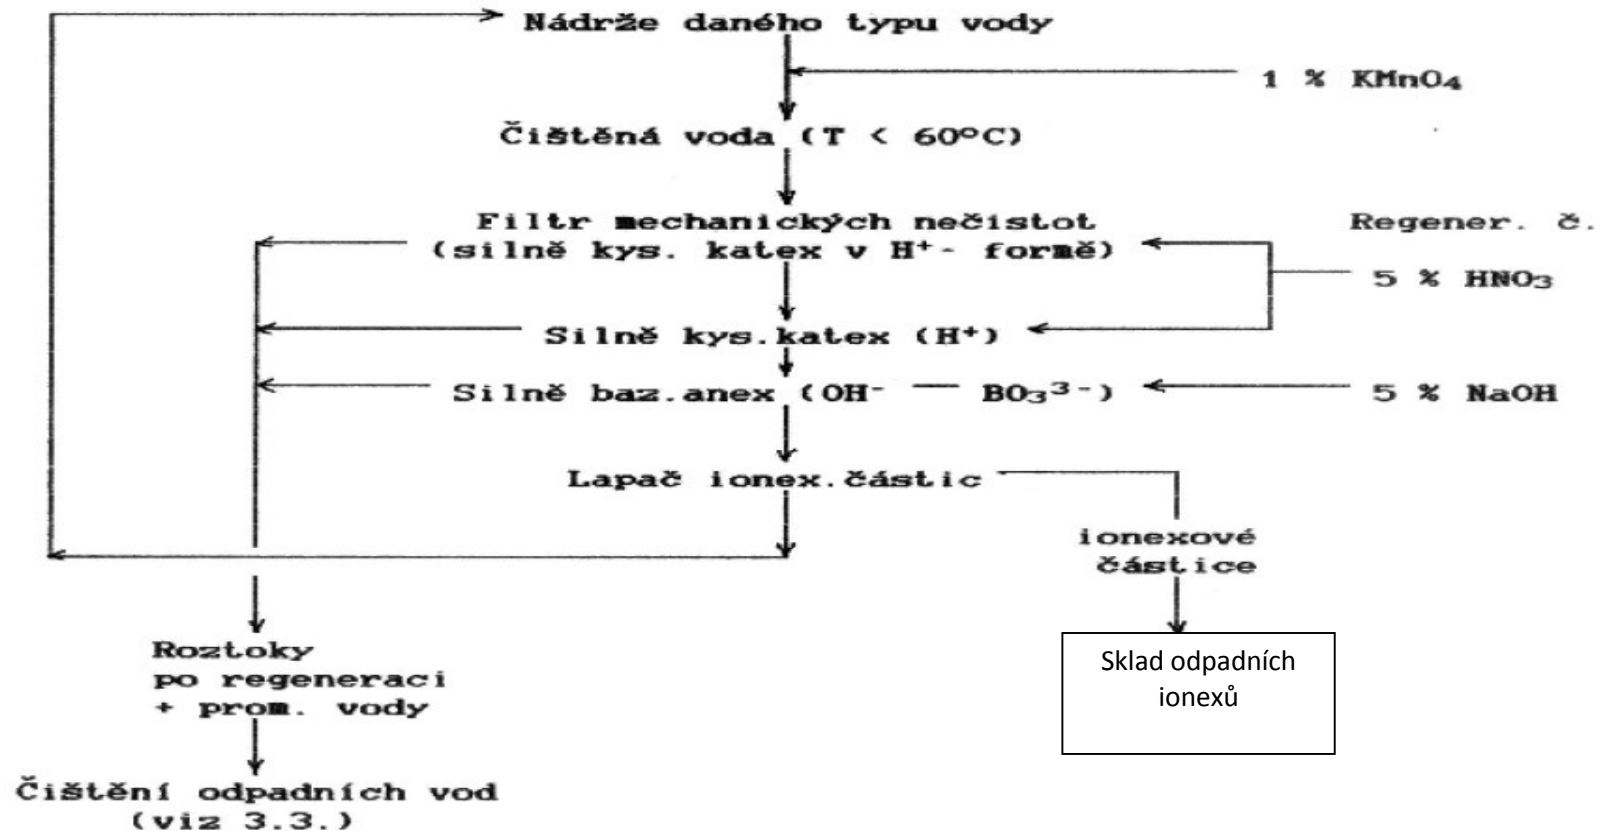 Nádrže daného typu vody
1 % KMnO₄
Čištěná voda (T < 60°C)
Filtr mechanických nečistot
(silně kys. katex v H⁺- formě)
Regener. č.
5 % HNO₃
Silně kys.katex (H⁺)
Silně baz.anex (OH⁻ — BO₃³⁻)
5 % NaOH
Lapač ionex.částic
ionexové
částice
Roztoky
po regeneraci
+ prom. vody
Sklad odpadních
ionexů
Čištění odpadních vod
(viz 3.3.)